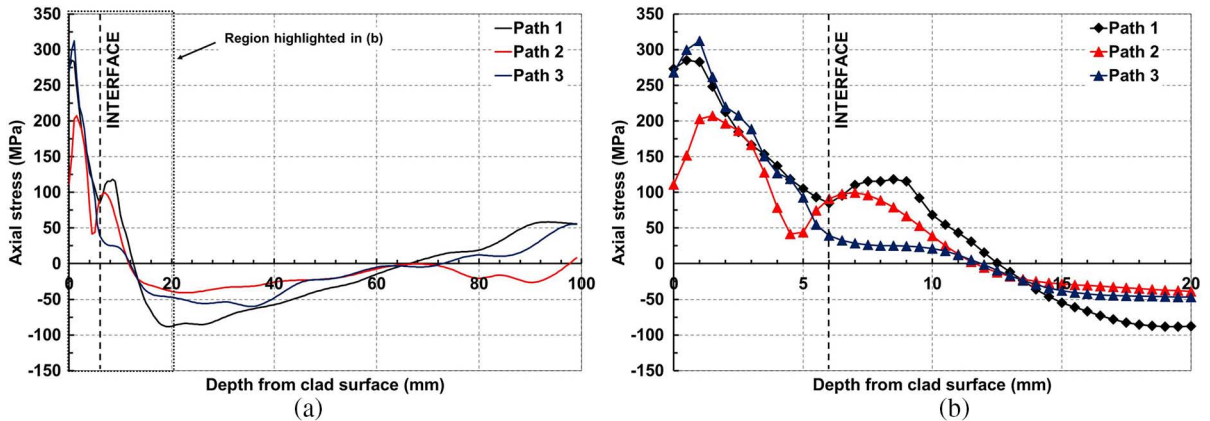 (a)
350
300
250
200
150
100
50
0
-50
-100
-150
Axial stress (MPa)
INTERFACE
Region highlighted in (b)
Path 1
Path 2
Path 3
0
20
40
60
80
100
Depth from clad surface (mm)
(a)
(b)
350
300
250
200
150
100
50
0
-50
-100
-150
Axial stress (MPa)
INTERFACE
Path 1
Path 2
Path 3
0
5
10
15
20
Depth from clad surface (mm)
(b)